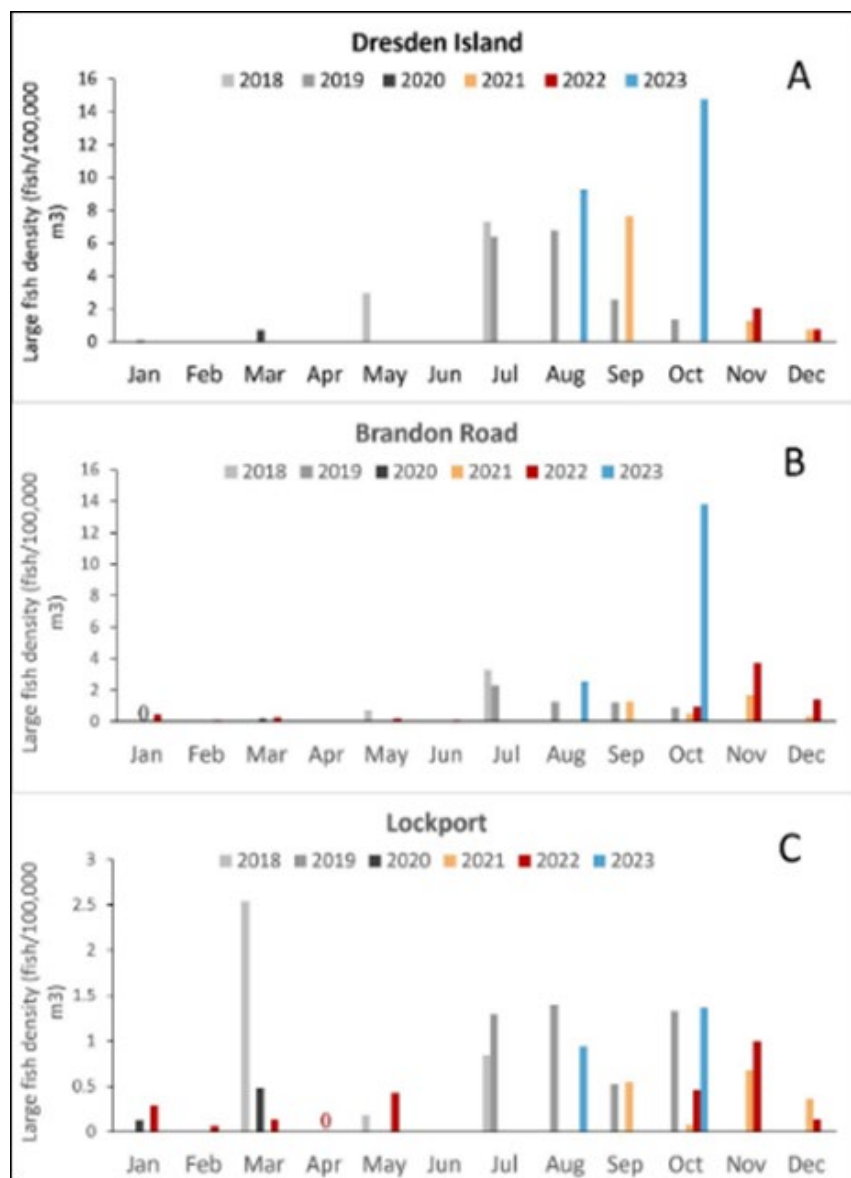 Dresden Island
A
2018 2019 2020 2021 2022 2023
Large fish density (fish/100,000
m3)
16
14
12
10
8
6
4
2
0
Jan Feb Mar Apr May Jun Jul Aug Sep Oct Nov Dec
Brandon Road
B
2018 2019 2020 2021 2022 2023
Large fish density (fish/100,000
m3)
16
14
12
10
8
6
4
2
0
0
Jan Feb Mar Apr May Jun Jul Aug Sep Oct Nov Dec
Lockport
C
2018 2019 2020 2021 2022 2023
Large fish density (fish/100,000
m3)
3
2.5
2
1.5
1
0.5
0
0
Jan Feb Mar Apr May Jun Jul Aug Sep Oct Nov Dec